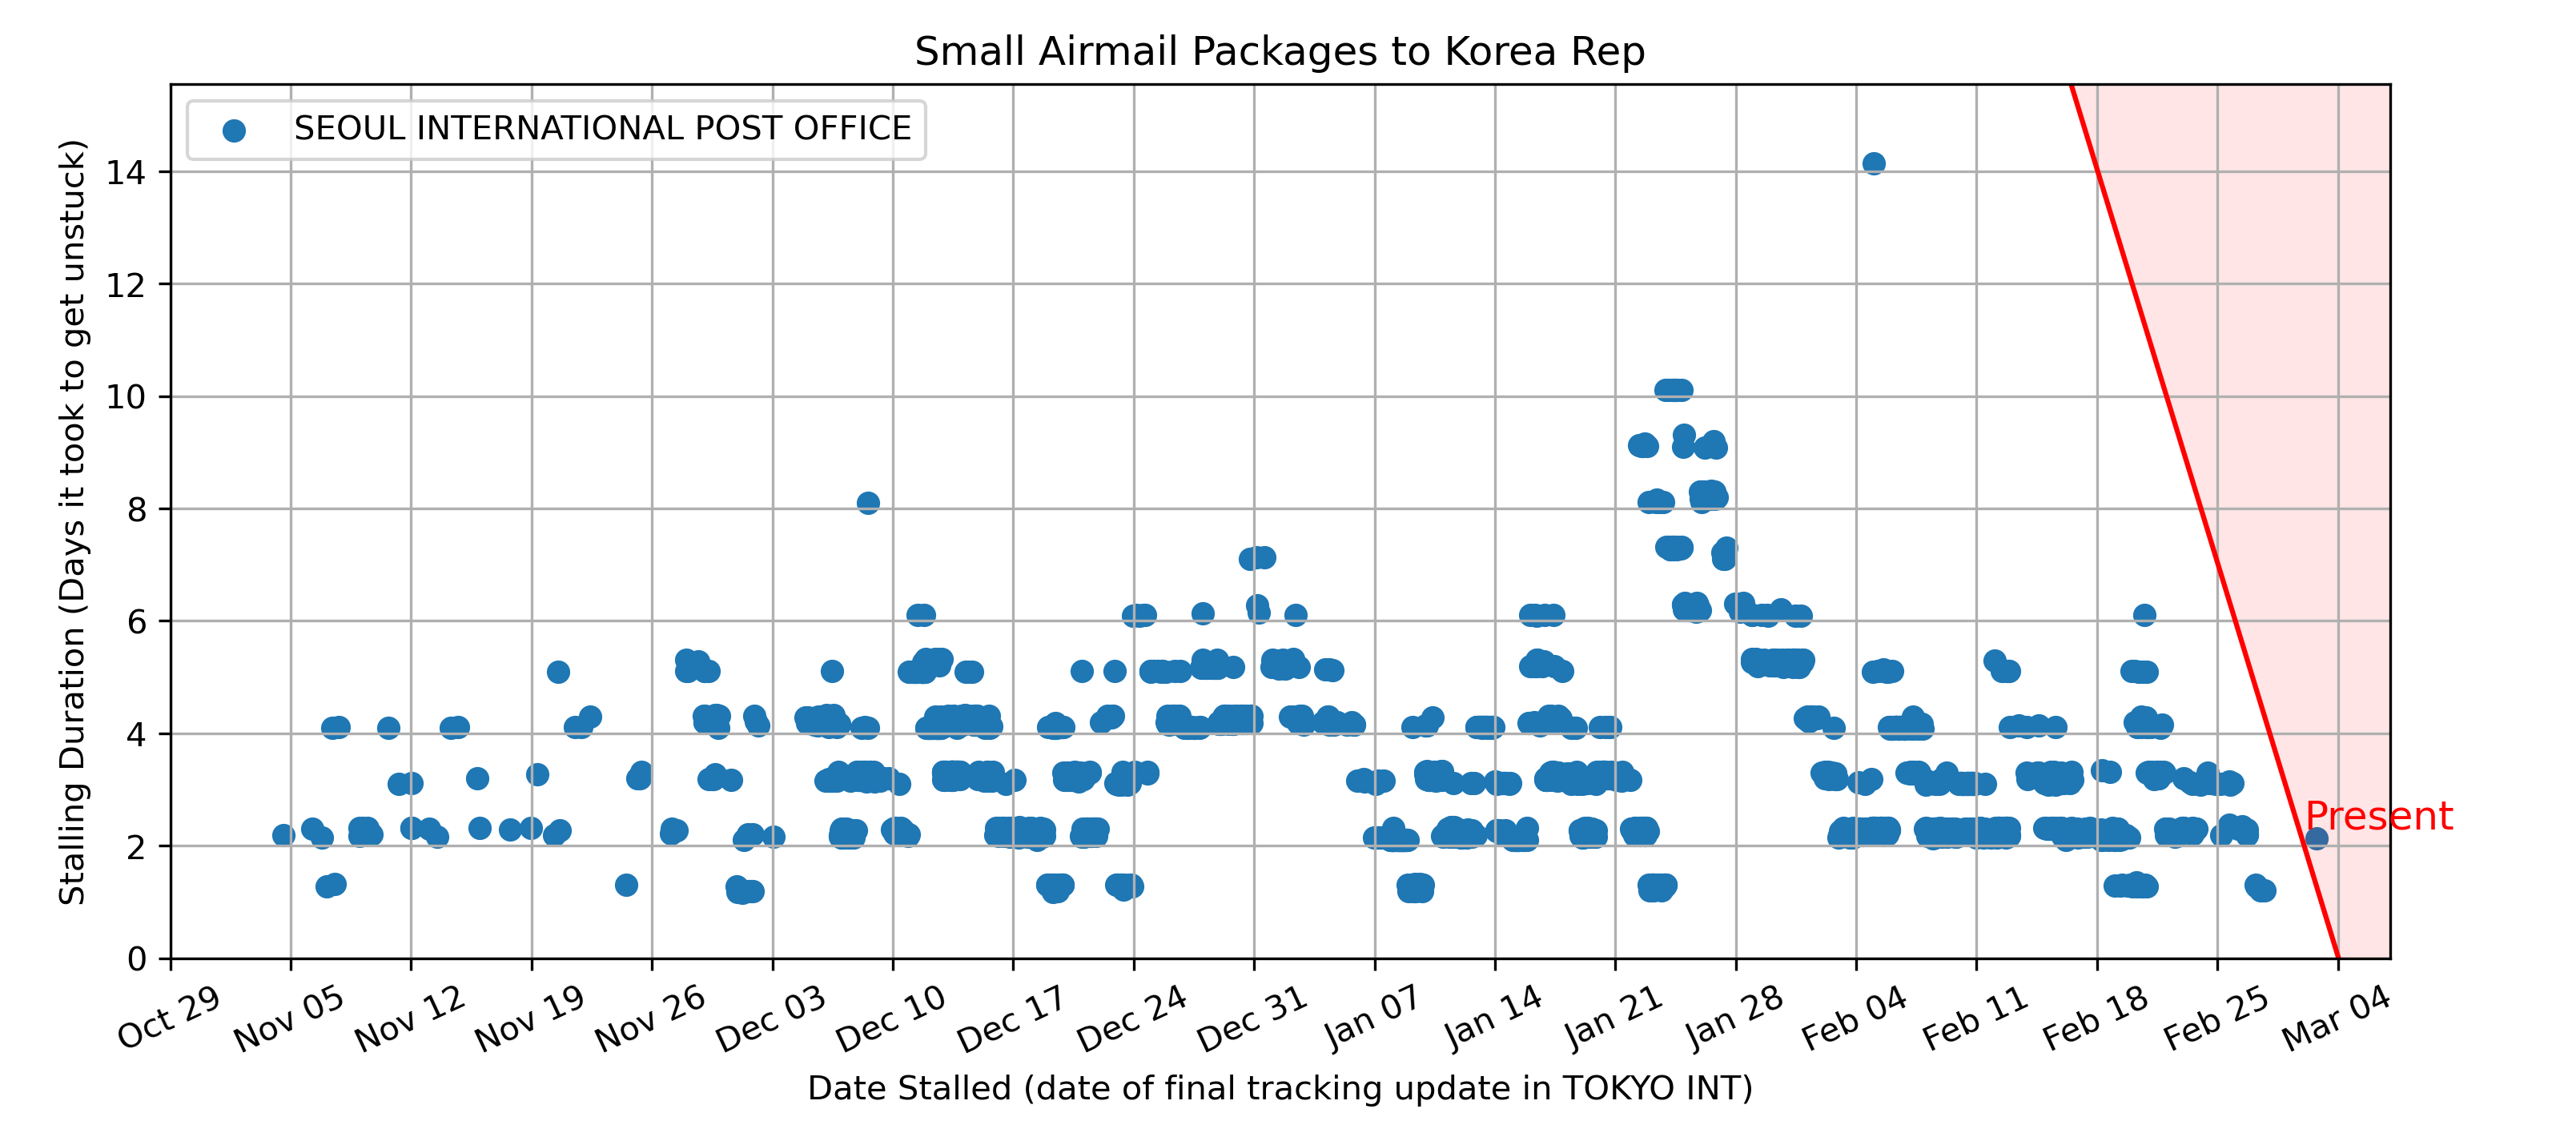 Small Airmail Packages to Korea Rep
SEOUL INTERNATIONAL POST OFFICE
Stalling Duration (Days it took to get unstuck)
14
12
10
8
6
4
2
0
Present
Oct 29
Nov 05
Nov 12
Nov 19
Nov 26
Dec 03
Dec 10
Dec 17
Dec 24
Dec 31
Jan 07
Jan 14
Jan 21
Jan 28
Feb 04
Feb 11
Feb 18
Feb 25
Mar 04
Date Stalled (date of final tracking update in TOKYO INT)